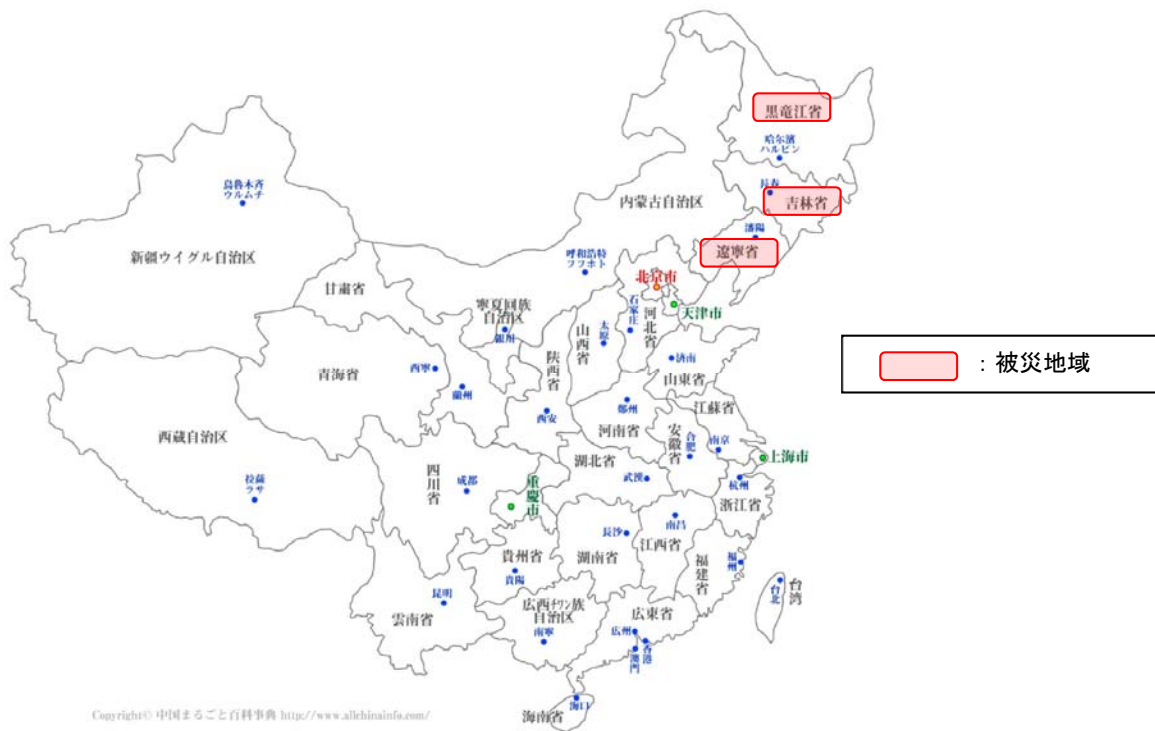 黒竜江省
哈尔濱
ハルビン
長春
吉林省
烏魯木斉
ウルムチ
内蒙古自治区
瀋陽
遼寧省
新疆ウイグル自治区
呼和浩特
フフホト
北京市
甘粛省
天津市
寧夏回族
自治区
銀川
山西省
太原
石家庄
河北省
:被災地域
陝西省
済南
山東省
青海省
西寧
蘭州
西安
鄭州
河南省
江蘇省
安徽省
合肥
南京
上海市
西蔵自治区
湖北省
武漢
杭州
浙江省
四川省
成都
重慶市
拉薩
ラサ
長沙
湖南省
南昌
江西省
福建省
福州
貴州省
貴陽
台湾
台北
昆明
雲南省
広西チワン族
自治区
南寧
広東省
広州
香港
澳門
海口
海南省
Copyright© 中国まるごと百科事典 http://www.allchinainfo.com/